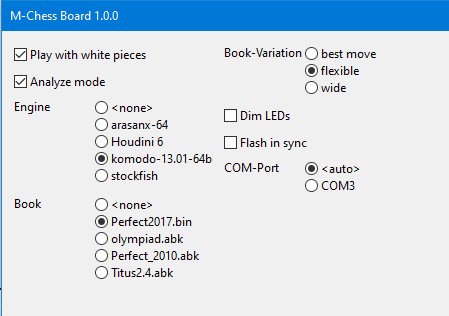 M-Chess Board 1.0.0
Play with white pieces
Analyze mode
Engine
<none>
arasanx-64
Houdini 6
komodo-13.01-64b
stockfish
Book
<none>
Perfect2017.bin
olympiad.abk
Perfect_2010.abk
Titus2.4.abk
Book-Variation
best move
flexible
wide
Dim LEDs
Flash in sync
COM-Port
<auto>
COM3